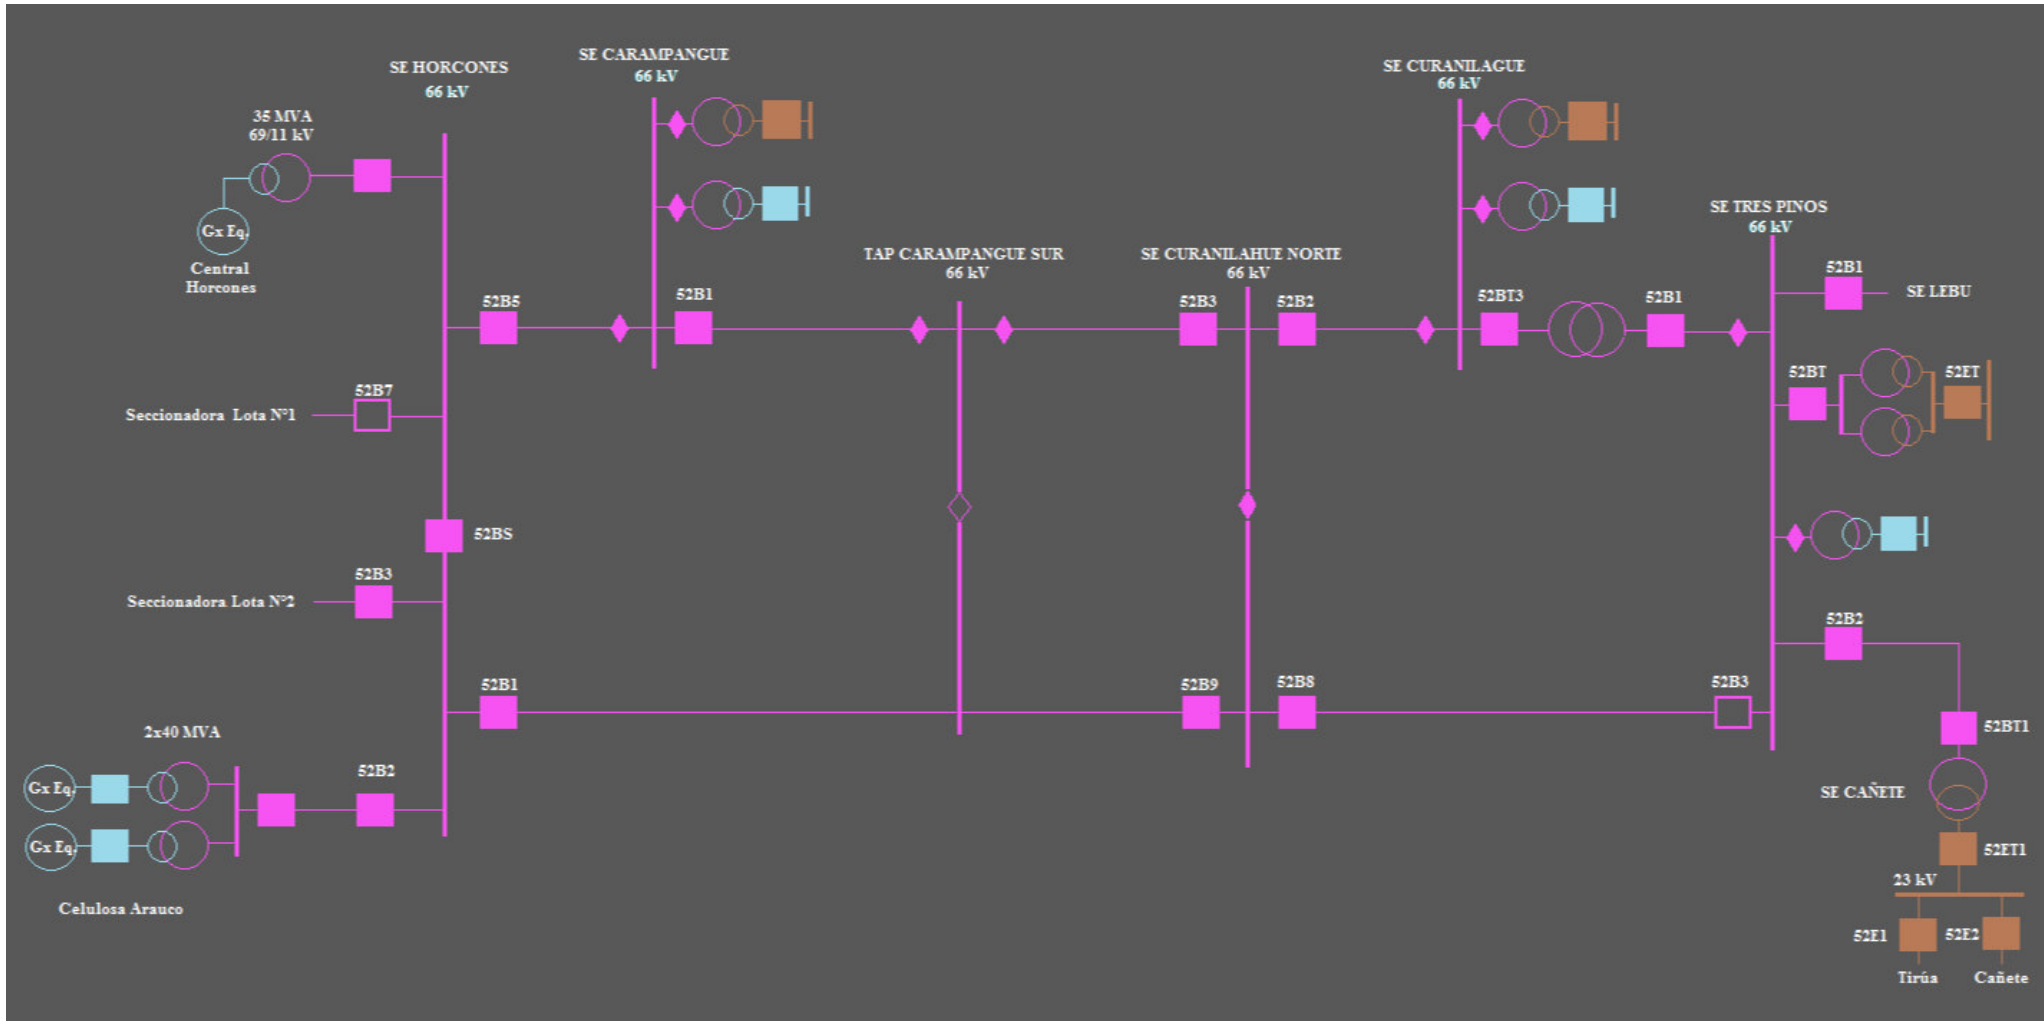 SE CARAMPANGUE
66 kV
SE HORCONES
66 kV
SE CURANILAGUE
66 kV
35 MVA
69/11 kV
Gx Eq.
Central
Horcones
SE TRES PINOS
66 kV
TAP CARAMPANGUE SUR
66 kV
SE CURANILAHUE NORTE
66 kV
52B5
52B1
52B3
52B2
52BT3
52B1
52B1
SE LEBU
52BT
52ET
52B7
Seccionadora Lota N°1
52BS
52B3
Seccionadora Lota N°2
52B2
52B1
52B9
52B8
52B3
52BT1
2x40 MVA
52B2
Gx Eq.
Gx Eq.
Celulosa Arauco
SE CAÑETE
52ET1
23 kV
52E1
52E2
Tirúa
Cañete